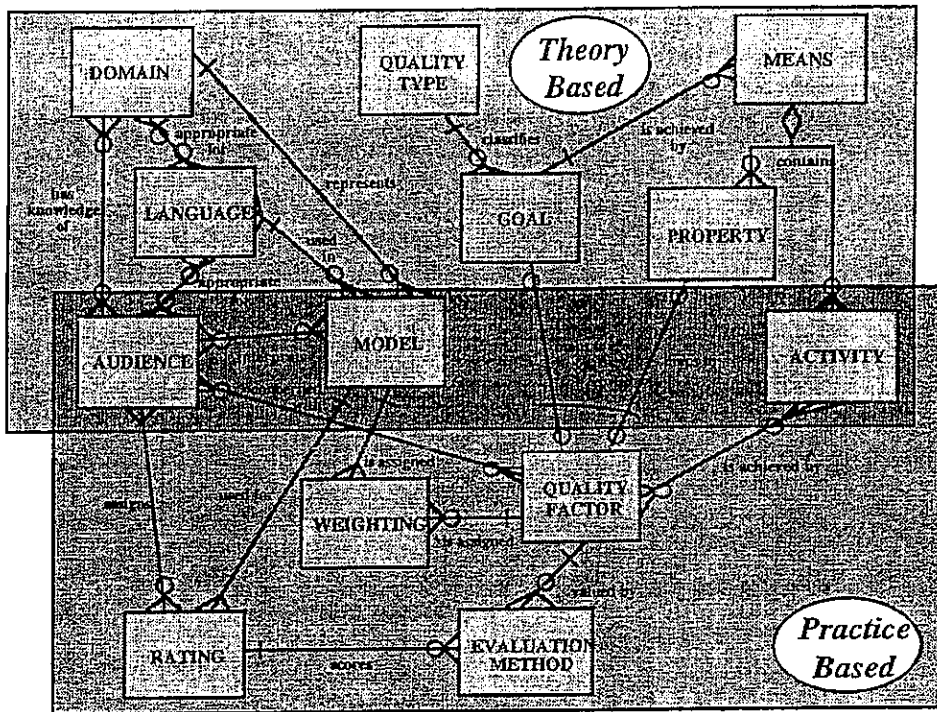 DOMAIN
QUALITY
TYPE
Theory
Based
MEANS
appropriate
for
classifies
is achieved
by
contains
has
knowledge
of
represents
LANGUAGE
GOAL
PROPERTY
used
in
appropriate
AUDIENCE
MODEL
ACTIVITY
is assigned
used for
is achieved by
QUALITY
FACTOR
WEIGHTING
is assigned
valued by
RATING
scores
EVALUATION
METHOD
Practice
Based